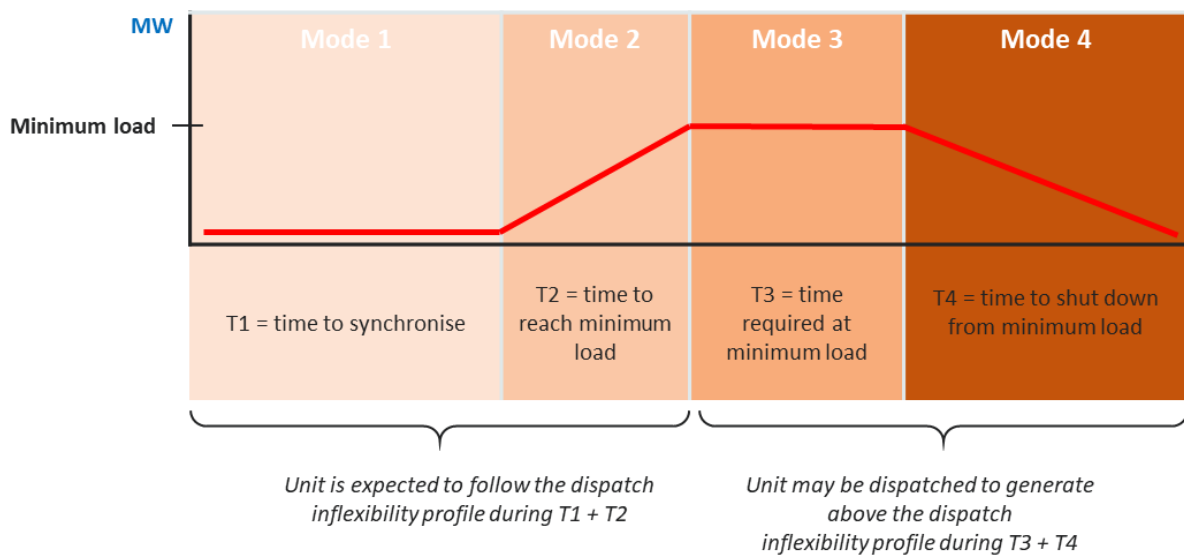 MW
Mode 1
Mode 2
Mode 3
Mode 4
Minimum load
T1 = time to synchronise
T2 = time to
reach minimum
load
T3 = time
required at
minimum load
T4 = time to shut down
from minimum load
Unit is expected to follow the dispatch
inflexibility profile during T1 + T2
Unit may be dispatched to generate
above the dispatch
inflexibility profile during T3 + T4